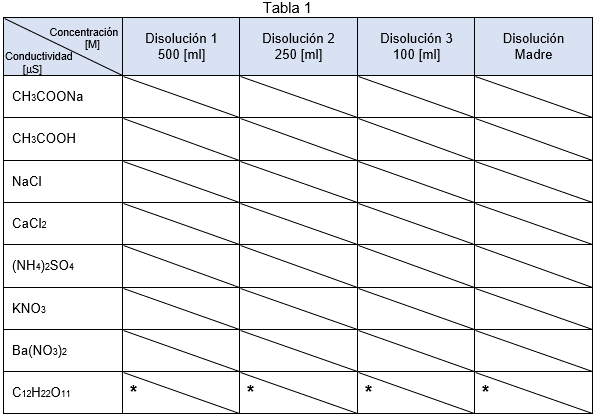 Tabla 1
Concentración
[M]
Conductividad
[µS]
Disolución 1
500 [ml]
Disolución 2
250 [ml]
Disolución 3
100 [ml]
Disolución
Madre
CH3COONa
CH3COOH
NaCl
CaCl2
(NH4)2SO4
KNO3
Ba(NO3)2
C12H22O11 * * * *